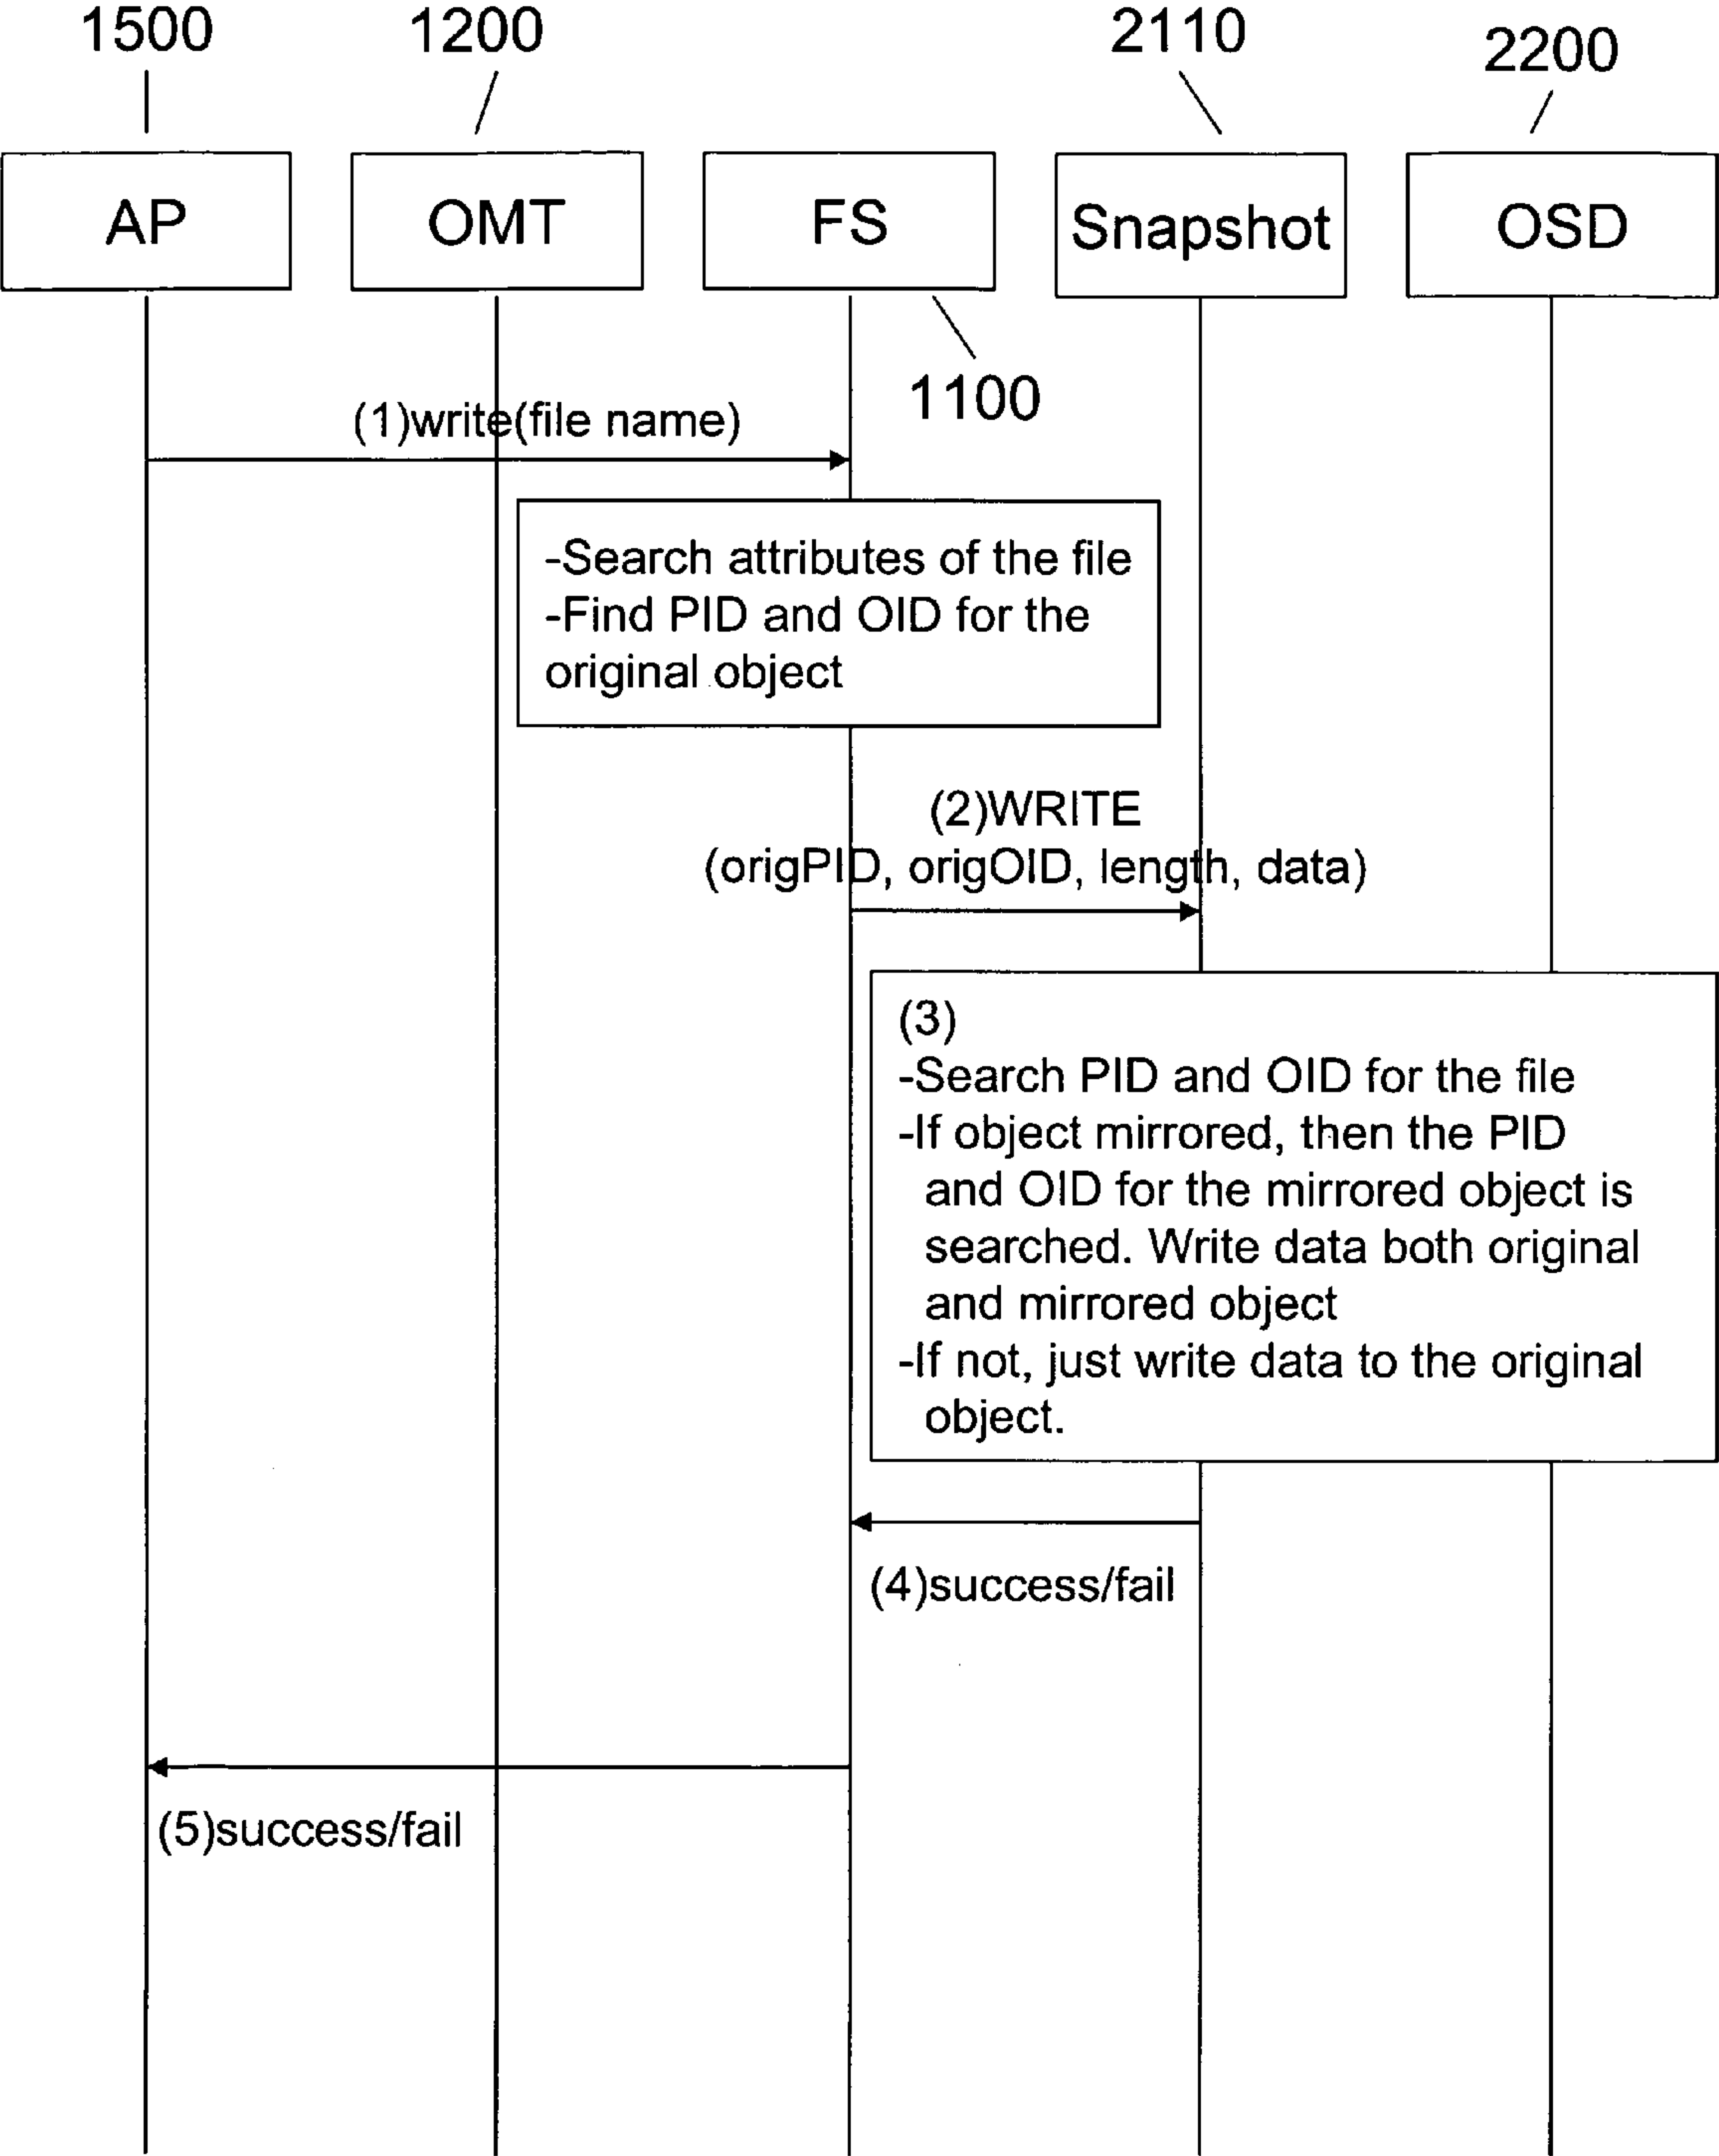 1500
1200
2110
2200
AP
OMT
FS
Snapshot
OSD
1100
(1)write(file name)
-Search attributes of the file
-Find PID and OID for the
original object
(2)WRITE
(origPID, origOID, length, data)
(3)
-Search PID and OID for the file
-If object mirrored, then the PID
and OID for the mirrored object is
searched. Write data both original
and mirrored object
-If not, just write data to the original
object.
(4)success/fail
(5)success/fail